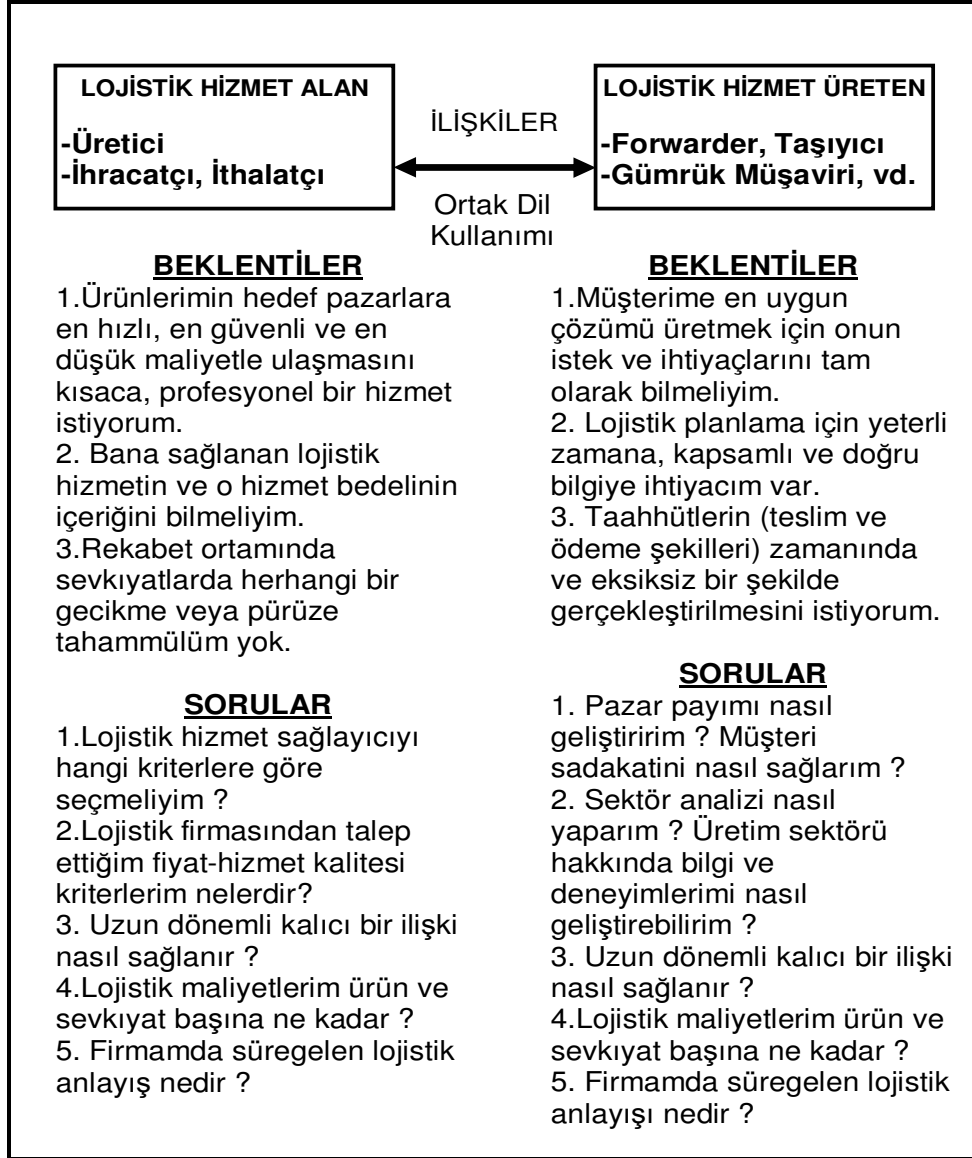 LOJİSTİK HİZMET ALAN
-Üretici
-İhracatçı, İthalatçı
İLİŞKİLER
Ortak Dil
Kullanımı
LOJİSTİK HİZMET ÜRETEN
-Forwarder, Taşıyıcı
-Gümrük Müşaviri, vd.
BEKLENTİLER
1.Ürünlerimin hedef pazarlara
en hızlı, en güvenli ve en
düşük maliyetle ulaşmasını
kısaca, profesyonel bir hizmet
istiyorum.
2. Bana sağlanan lojistik
hizmetin ve o hizmet bedelinin
içeriğini bilmeliyim.
3.Rekabet ortamında
sevkıyatlarda herhangi bir
gecikme veya pürüze
tahammülüm yok.
SORULAR
1.Lojistik hizmet sağlayıcıyı
hangi kriterlere göre
seçmeliyim ?
2.Lojistik firmasından talep
ettiğim fiyat-hizmet kalitesi
kriterlerim nelerdir?
3. Uzun dönemli kalıcı bir ilişki
nasıl sağlanır ?
4.Lojistik maliyetlerim ürün ve
sevkıyat başına ne kadar ?
5. Firmamda süregelen lojistik
anlayış nedir ?
BEKLENTİLER
1.Müşterime en uygun
çözümü üretmek için onun
istek ve ihtiyaçlarını tam
olarak bilmeliyim.
2. Lojistik planlama için yeterli
zamana, kapsamlı ve doğru
bilgiye ihtiyacım var.
3. Taahhütlerin (teslim ve
ödeme şekilleri) zamanında
ve eksiksiz bir şekilde
gerçekleştirilmesini istiyorum.
SORULAR
1. Pazar payımı nasıl
geliştiririm ? Müşteri
sadakatini nasıl sağlarım ?
2. Sektör analizi nasıl
yaparım ? Üretim sektörü
hakkında bilgi ve
deneyimlerimi nasıl
geliştirebilirim ?
3. Uzun dönemli kalıcı bir ilişki
nasıl sağlanır ?
4.Lojistik maliyetlerim ürün ve
sevkıyat başına ne kadar ?
5. Firmamda süregelen lojistik
anlayışı nedir ?